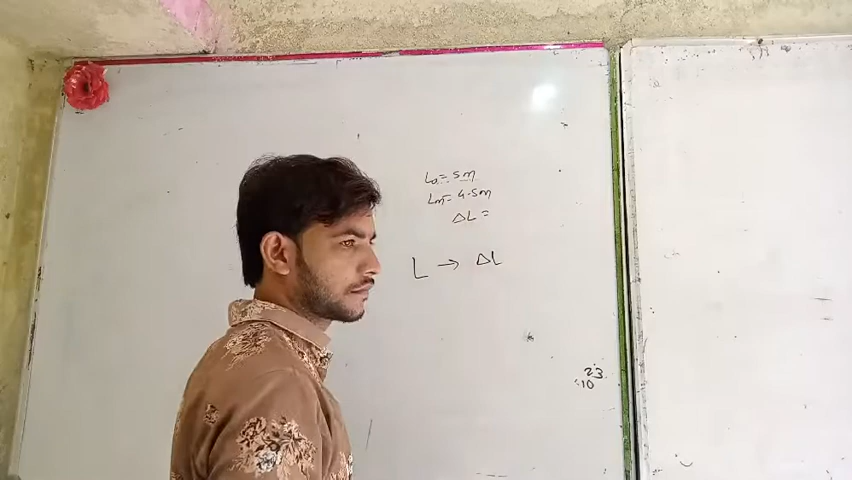 Lo = 5m
Lm = 4.5m
ΔL =
L → ΔL
23
10